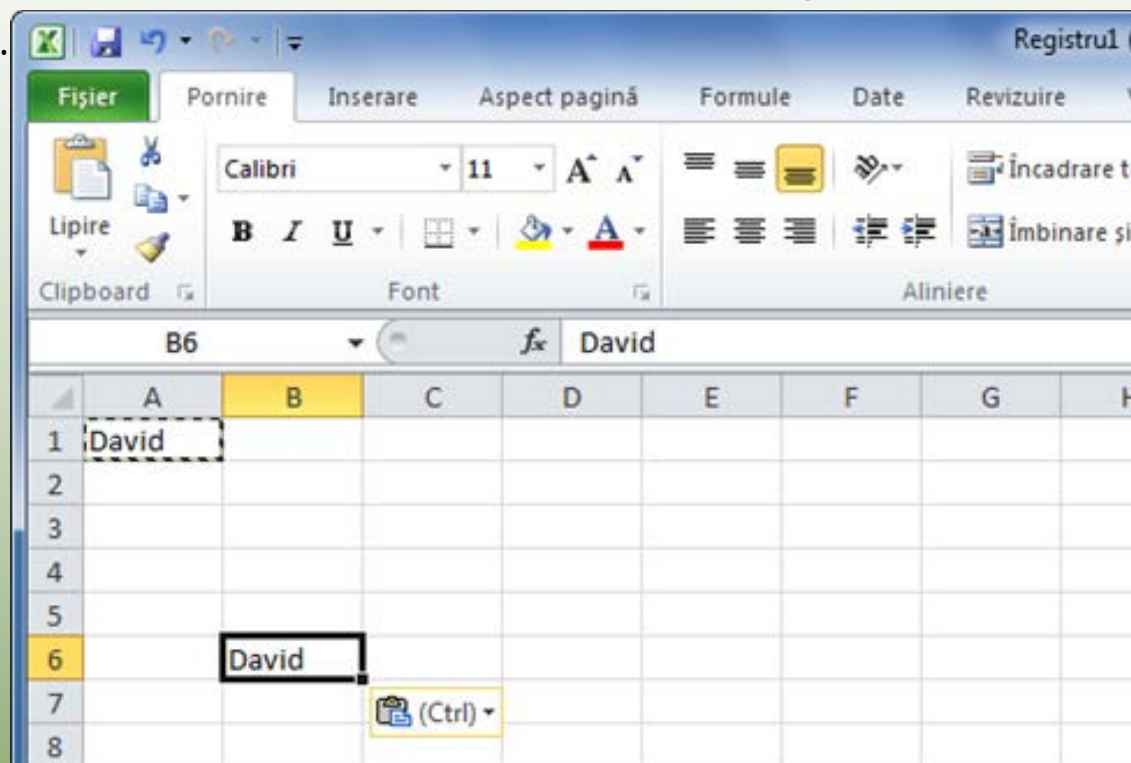 .
Registru1 (
Fișier Pornire Inserare Aspect pagină Formule Date Revizuire
Calibri 11 A A Încadrare t
Lipire B I U A Îmbinare și
Clipboard Font Aliniere
B6 fx David
A B C D E F G H
1 David
2
3
4
5
6 David
7 (Ctrl)
8